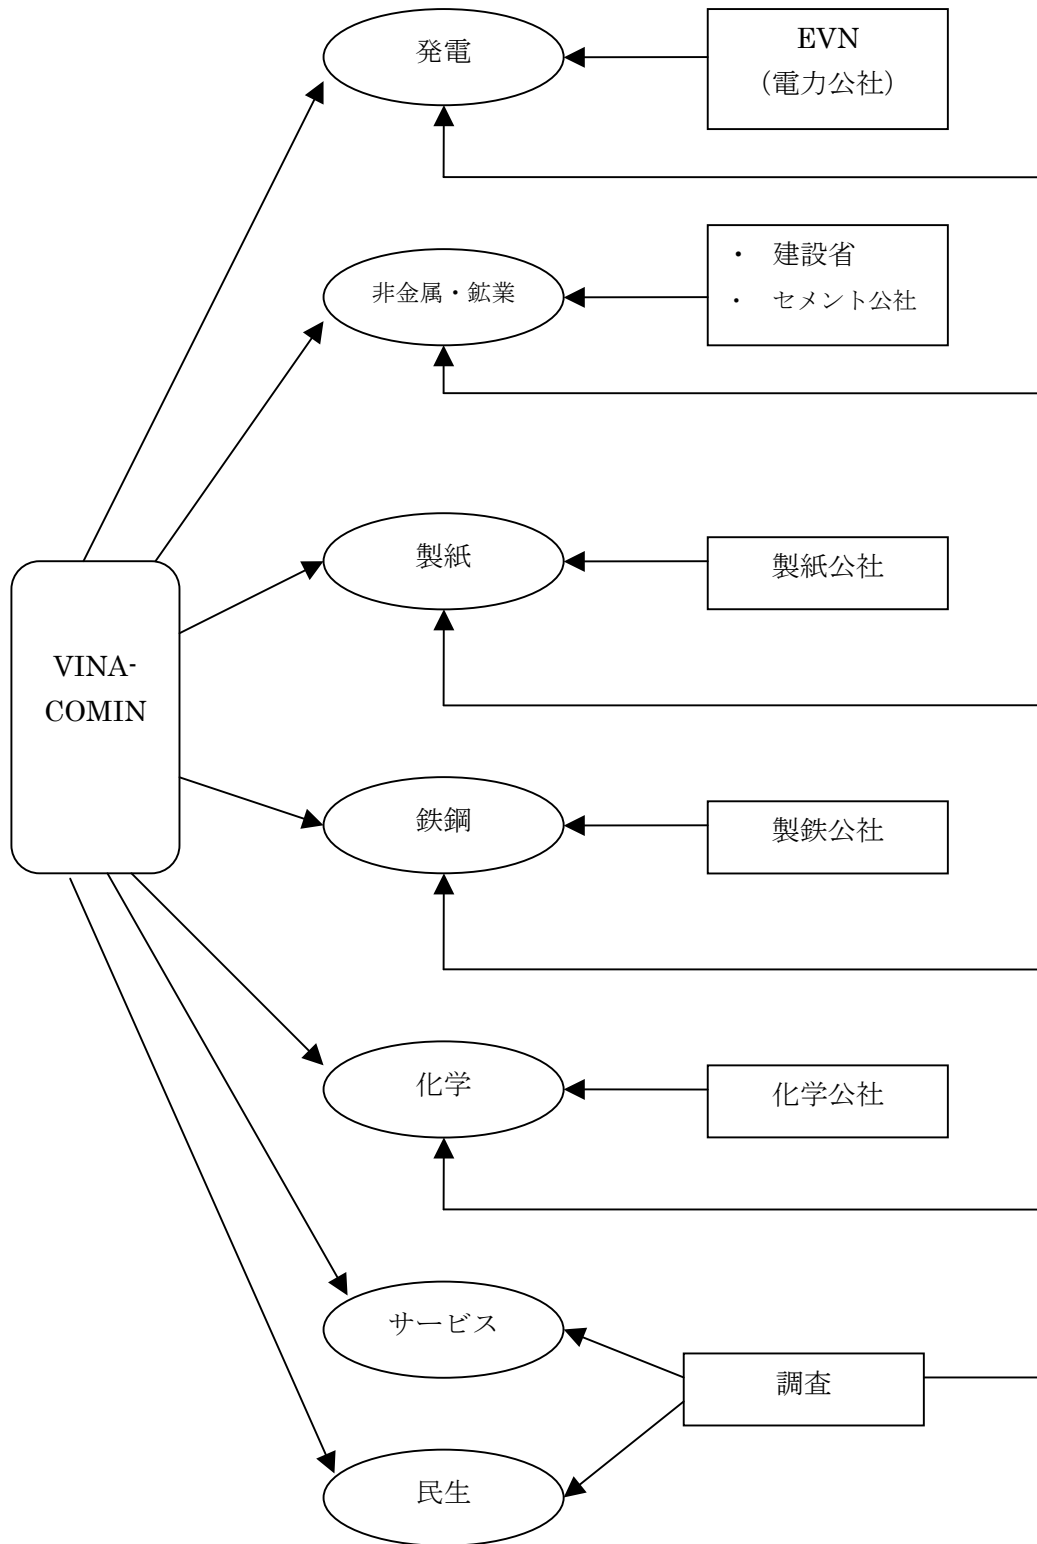 発電
EVN
（電力公社）
非金属・鉱業
・ 建設省
・ セメント公社
製紙
製紙公社
VINA-
COMIN
鉄鋼
製鉄公社
化学
化学公社
サービス
調査
民生